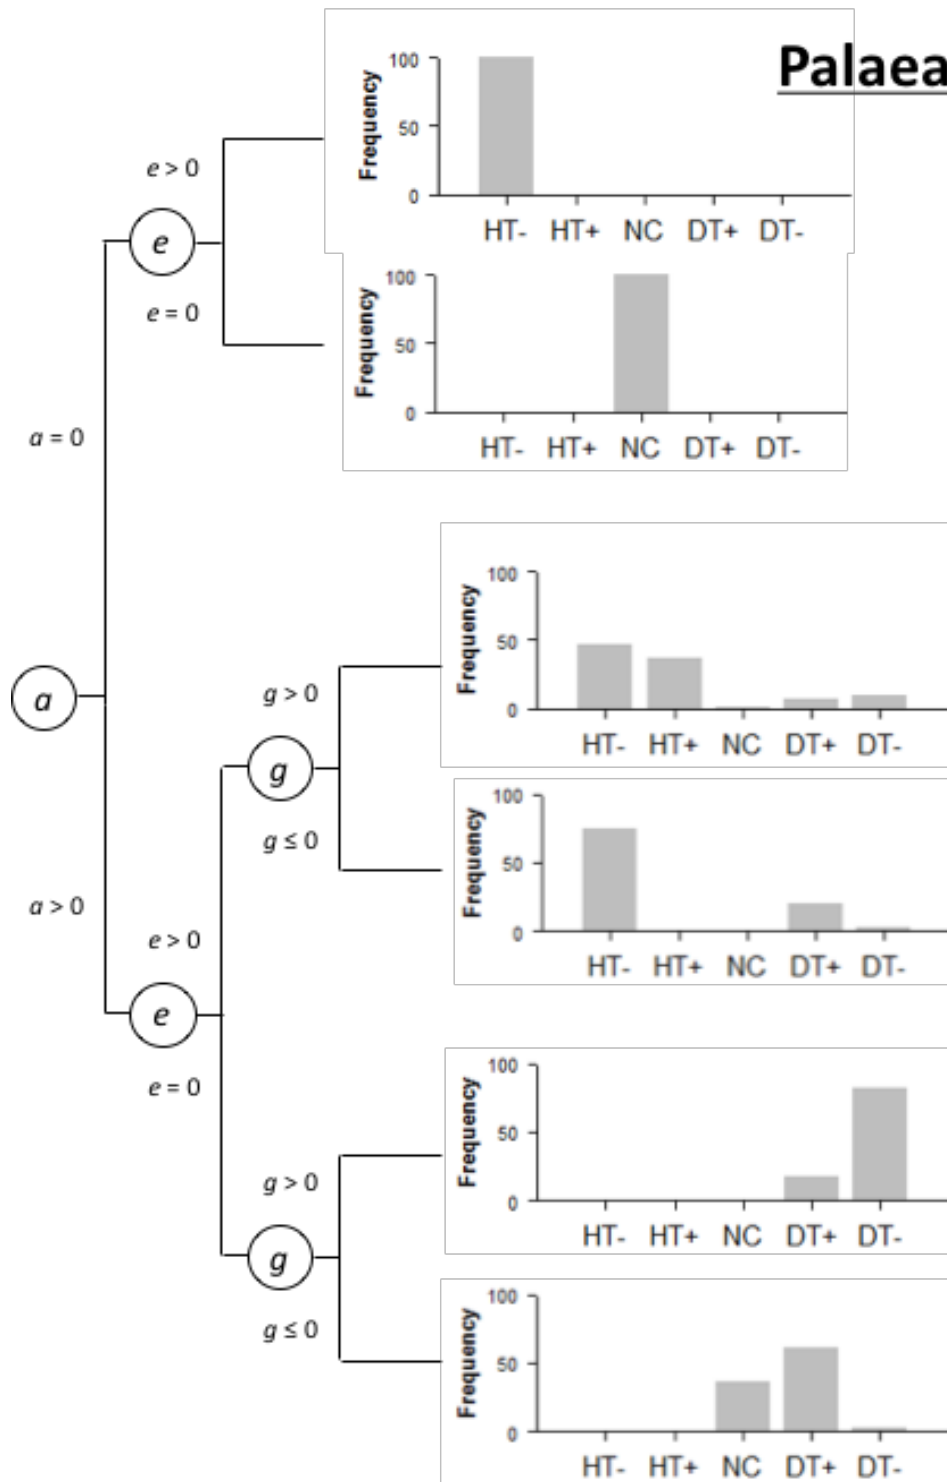 Palaea
100
50
0
Frequency
HT- HT+ NC DT+ DT-
e > 0
e
e = 0
100
50
0
Frequency
HT- HT+ NC DT+ DT-
a = 0
a
a > 0
100
50
0
Frequency
HT- HT+ NC DT+ DT-
g > 0
g
g ≤ 0
100
50
0
Frequency
HT- HT+ NC DT+ DT-
e > 0
e
e = 0
100
50
0
Frequency
HT- HT+ NC DT+ DT-
g > 0
g
g ≤ 0
100
50
0
Frequency
HT- HT+ NC DT+ DT-